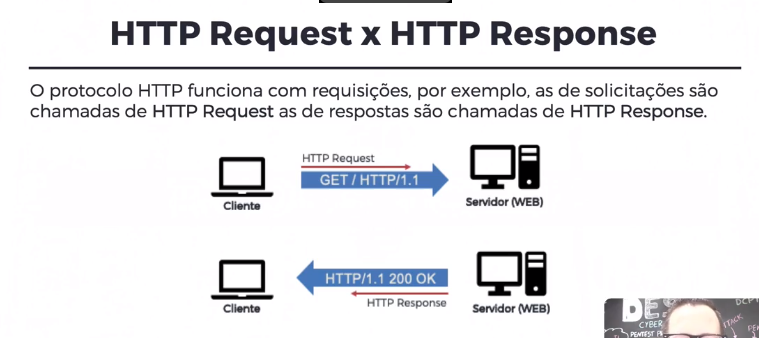 HTTP Request x HTTP Response
O protocolo HTTP funciona com requisições, por exemplo, as de solicitações são
chamadas de HTTP Request as de respostas são chamadas de HTTP Response.
HTTP Request
GET / HTTP/1.1
Cliente
Servidor (WEB)
HTTP/1.1 200 OK
HTTP Response
Cliente
Servidor (WEB)
DE
CYBER
PENTEST
DCPT